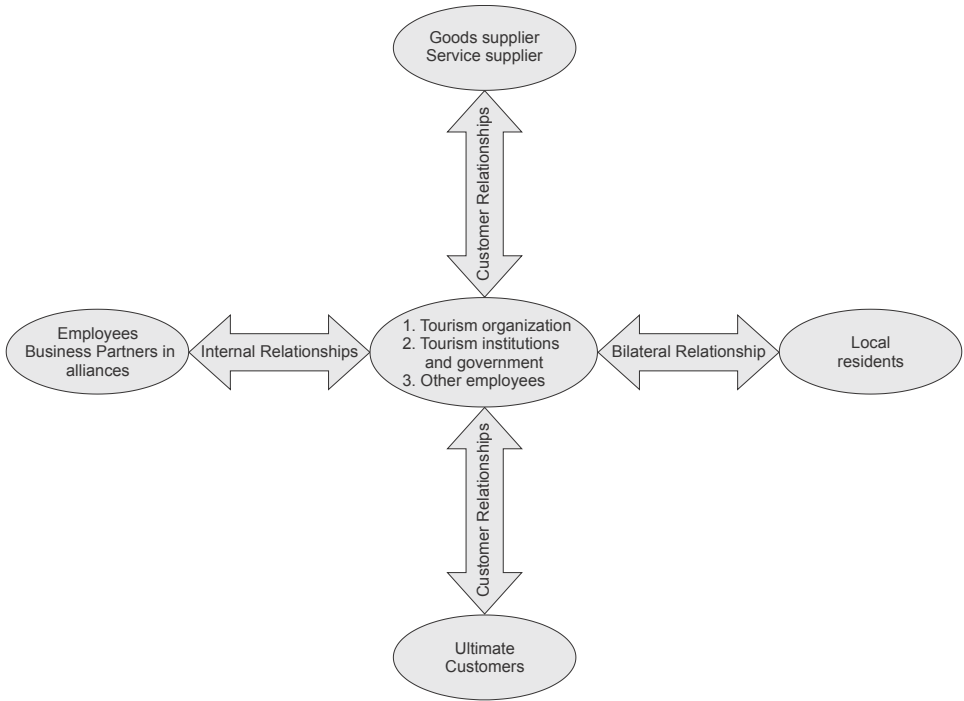 Goods supplier
Service supplier
Customer Relationships
Employees
Business Partners in
alliances
Internal Relationships
1. Tourism organization
2. Tourism institutions
and government
3. Other employees
Bilateral Relationship
Local
residents
Customer Relationships
Ultimate
Customers